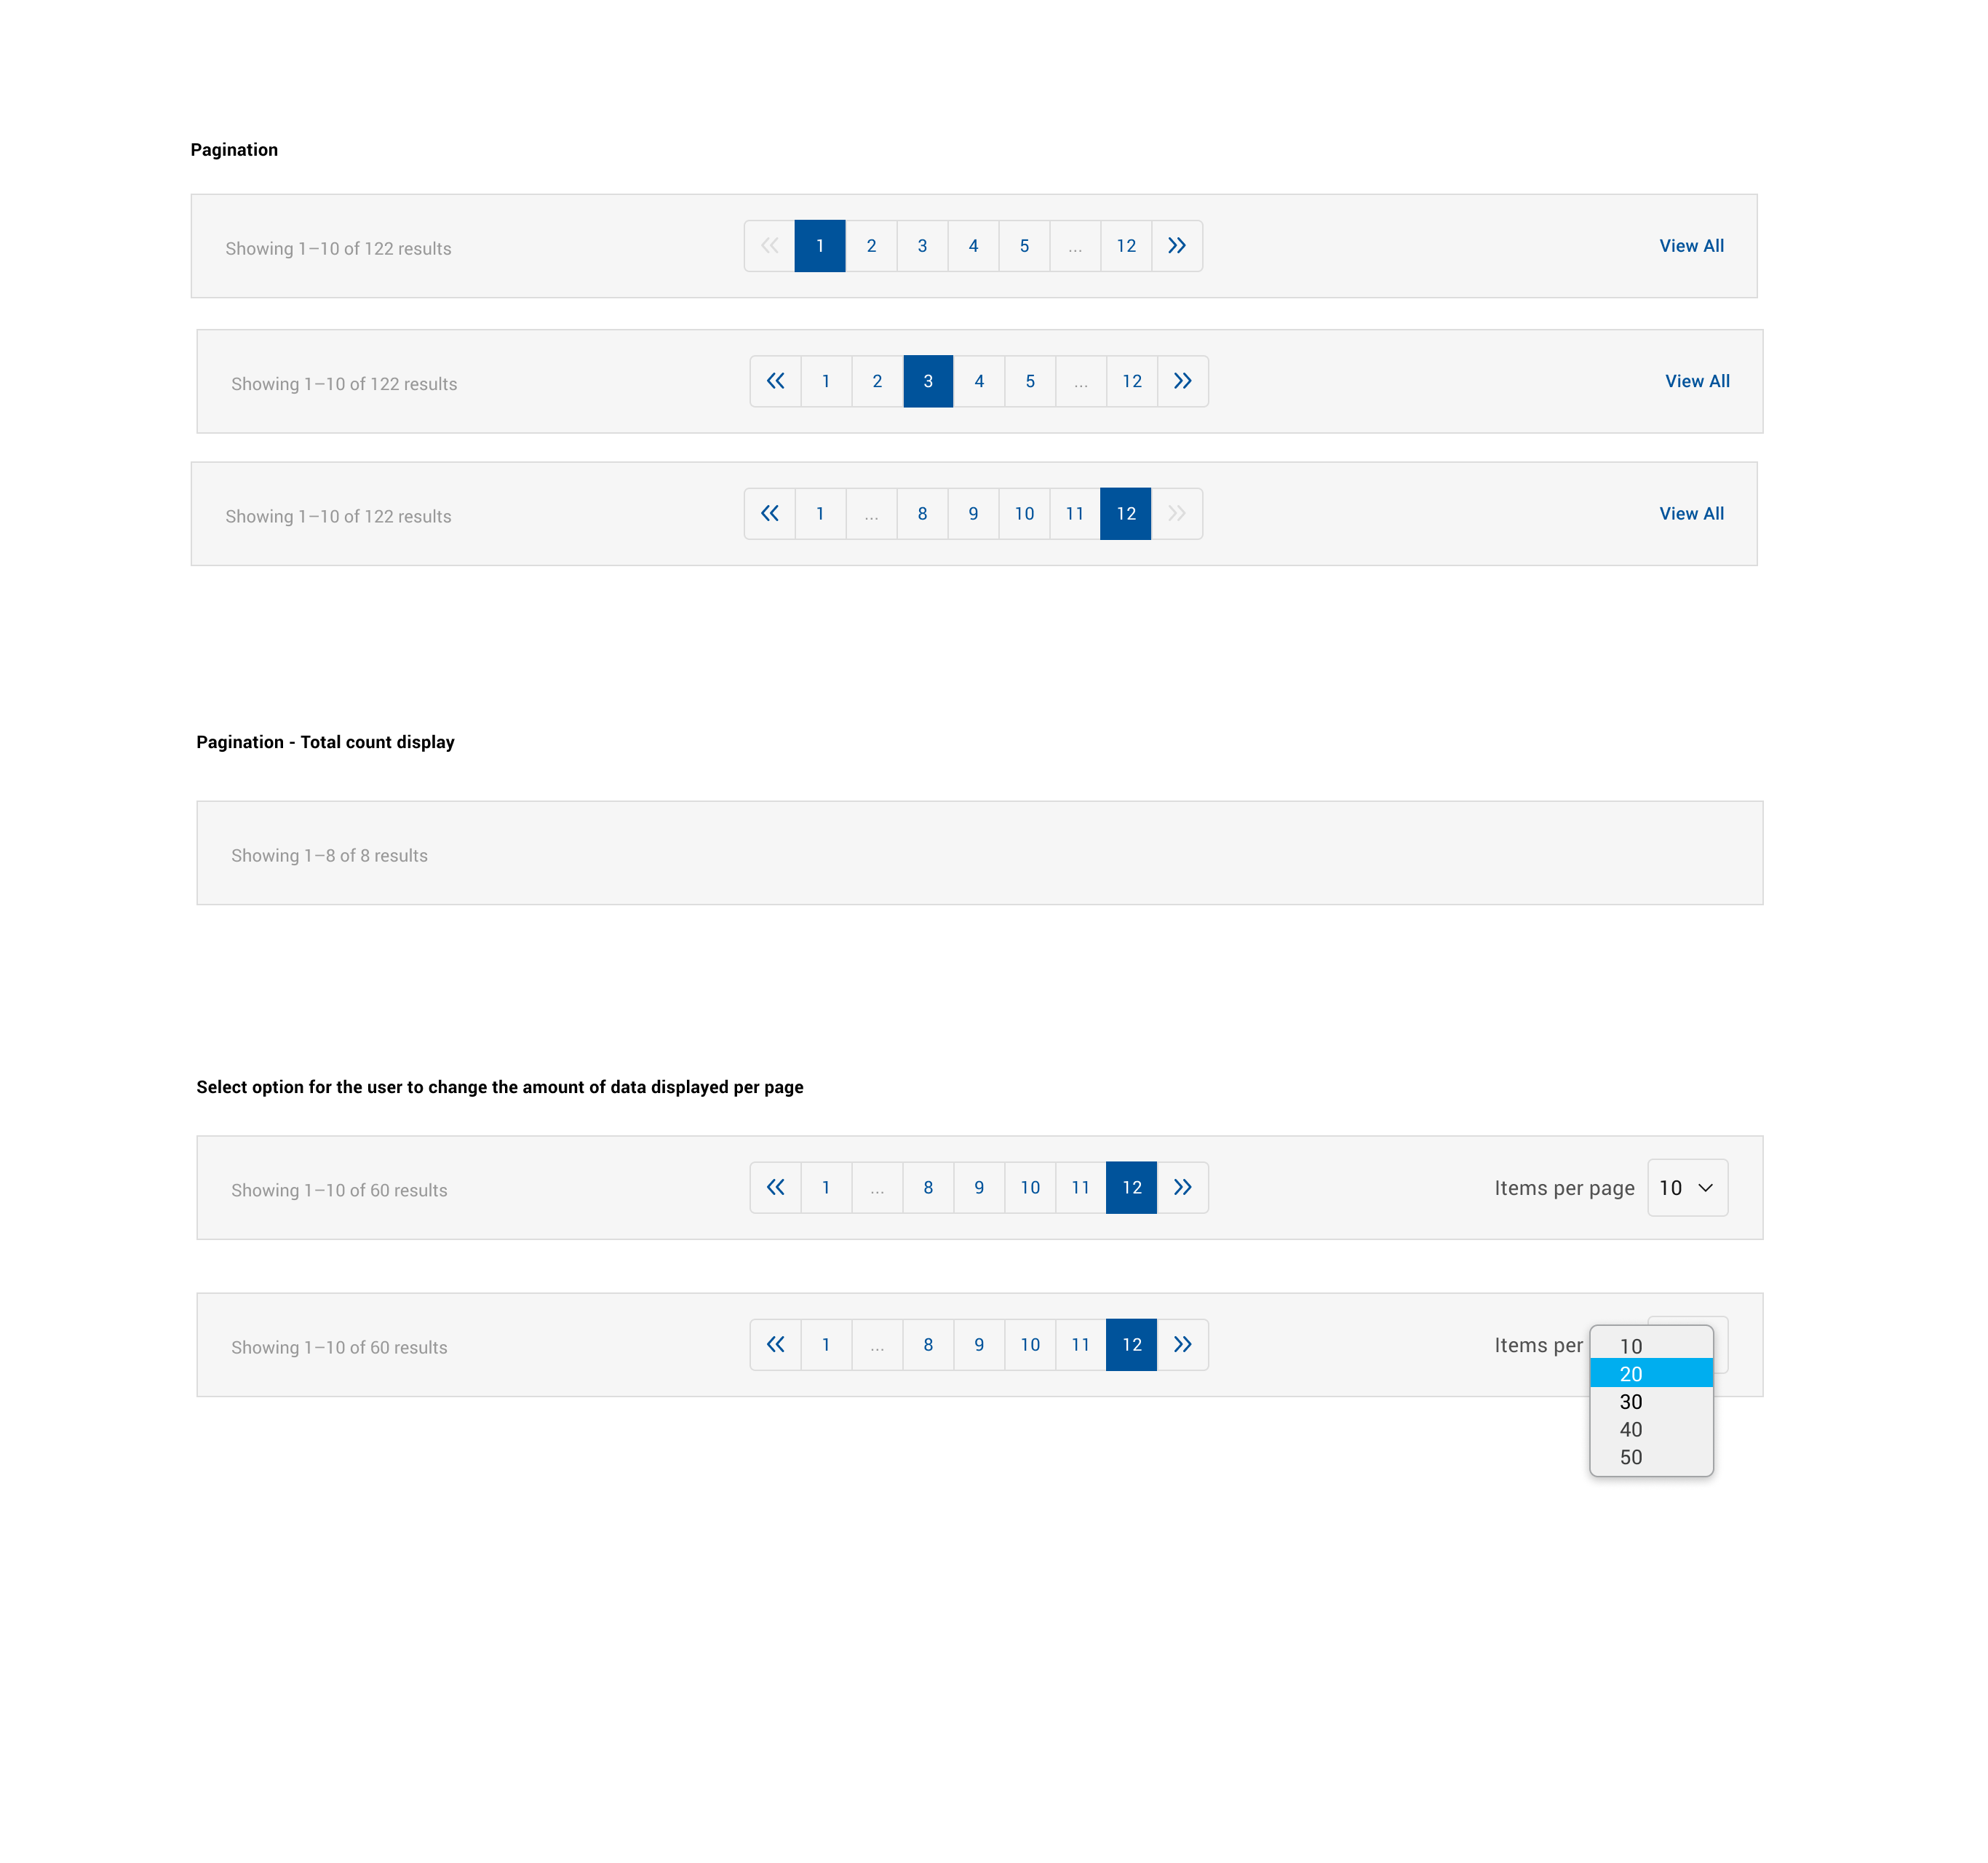 Pagination
Showing 1–10 of 122 results 1 2 3 4 5 ... 12 View All
Showing 1–10 of 122 results 1 2 3 4 5 ... 12 View All
Showing 1–10 of 122 results 1 ... 8 9 10 11 12 View All
Pagination - Total count display
Showing 1–8 of 8 results
Select option for the user to change the amount of data displayed per page
Showing 1–10 of 60 results 1 ... 8 9 10 11 12 Items per page 10
Showing 1–10 of 60 results 1 ... 8 9 10 11 12 Items per 10
20
30
40
50